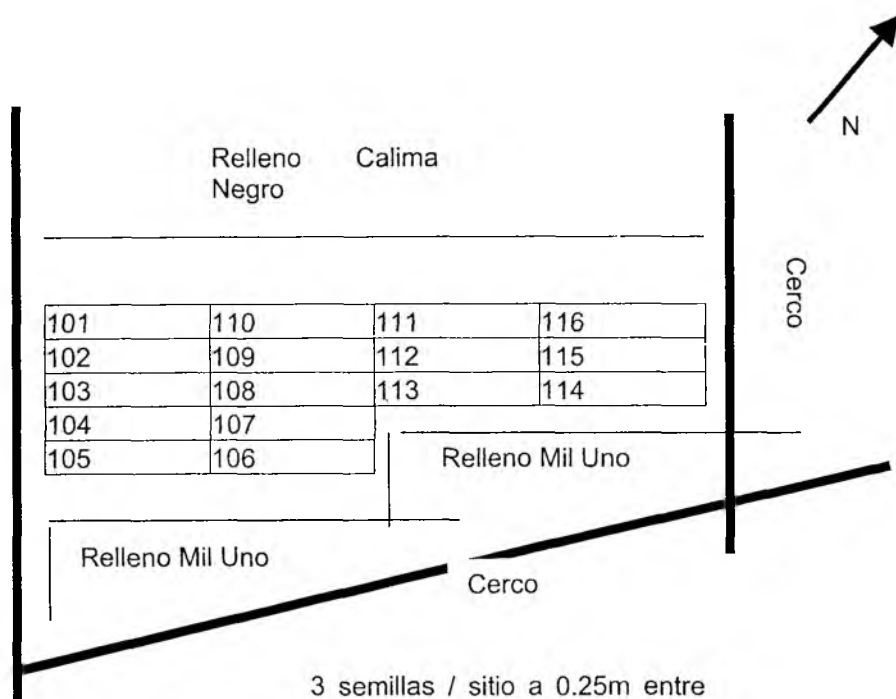 N
Relleno Calima
Negro
Cerco
101 110 111 116
102 109 112 115
103 108 113 114
104 107
105 106
Relleno Mil Uno
Relleno Mil Uno
Cerco
3 semillas / sitio a 0.25m entre